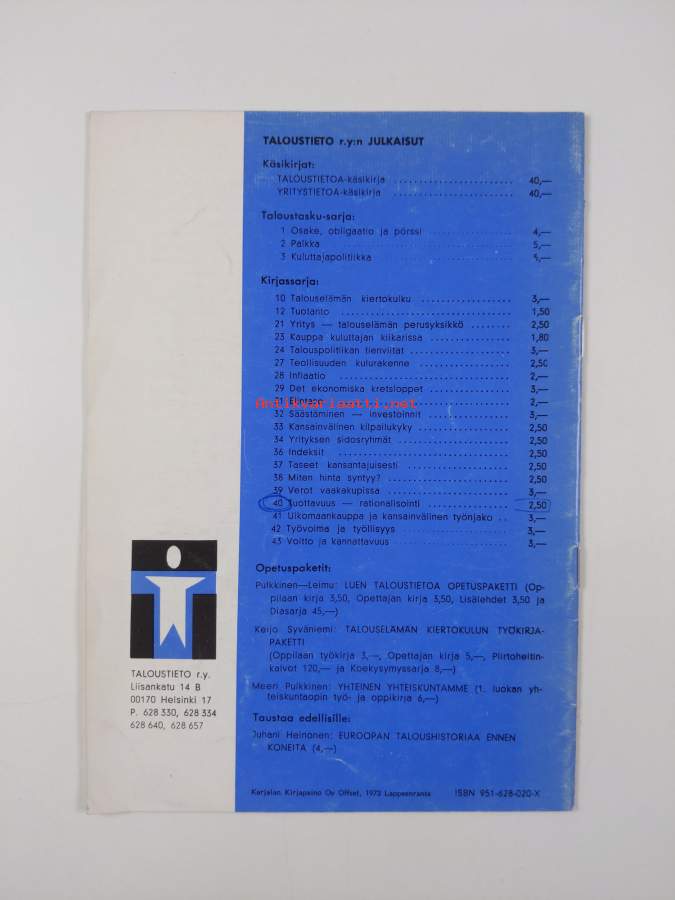 TALOUSTIETO r.y:n JULKAISUT
Käsikirjat:
TALOUSTIETOA-käsikirja .................... 40,—
YRITYSTIETOA-käsikirja .................... 40,—
Taloustasku-sarja:
1 Osake, obligaatio ja pörssi .................... 4,—
2 Palkka .................... 5,—
3 Kuluttajapolitiikka ....................
Kirjassarja:
10 Talouselämän kiertokulku .................... 3,—
12 Tuotanto .................... 1,50
21 Yritys — talouselämän perusyksikkö ........ 2,50
23 Kauppa kuluttajan kiikarissa .................... 1,80
24 Talouspolitiikan tienviitat .................... 3,—
27 Teollisuuden kulurakenne .................... 2,50
28 Inflaatio .................... 2,—
29 Det ekonomiska kretsloppet .................... 3,—
.................... 2,—
Antikvariaatti.net
32 Säästäminen — investoinnit .................... 3,—
33 Kansainvälinen kilpailukyky .................... 2,50
34 Yrityksen sidosryhmät .................... 2,50
36 Indeksit .................... 2,50
37 Taseet kansantajuisesti .................... 2,50
38 Miten hinta syntyy? .................... 2,50
39 Verot vaakakupissa .................... 3,—
40 Tuottavuus — rationalisointi .................... 2,50
41 Ulkomaankauppa ja kansainvälinen työnjako .. 3,—
42 Työvoima ja työllisyys .................... 3,—
43 Voitto ja kannattavuus .................... 3,—
Opetuspaketit:
Pulkkinen—Leimu: LUEN TALOUSTIETOA OPETUSPAKETTI (Op-
pilaan kirja 3,50, Opettajan kirja 3,50, Lisälehdet 3,50 ja
Diasarja 45,—)
Keijo Syväniemi: TALOUSELÄMÄN KIERTOKULUN TYÖKIRJA-
PAKETTI
(Oppilaan työkirja 3,—, Opettajan kirja 5,—, Piirtoheitin-
kalvot 120,— ja Koekysymyssarja 8,—)
Meeri Pulkkinen: YHTEINEN YHTEISKUNTAMME (1. luokan yh-
teiskuntaopin työ- ja oppikirja 6,—)
Taustaa edellisille:
Juhani Heinonen: EUROOPAN TALOUSHISTORIAA ENNEN
KONEITA (4,—)
Karjalan Kirjapaino Oy Offset, 1973 Lappeenranta ISBN 951-628-020-X
TALOUSTIETO r.y.
Liisankatu 14 B
00170 Helsinki 17
P. 628 330, 628 334
628 640, 628 657